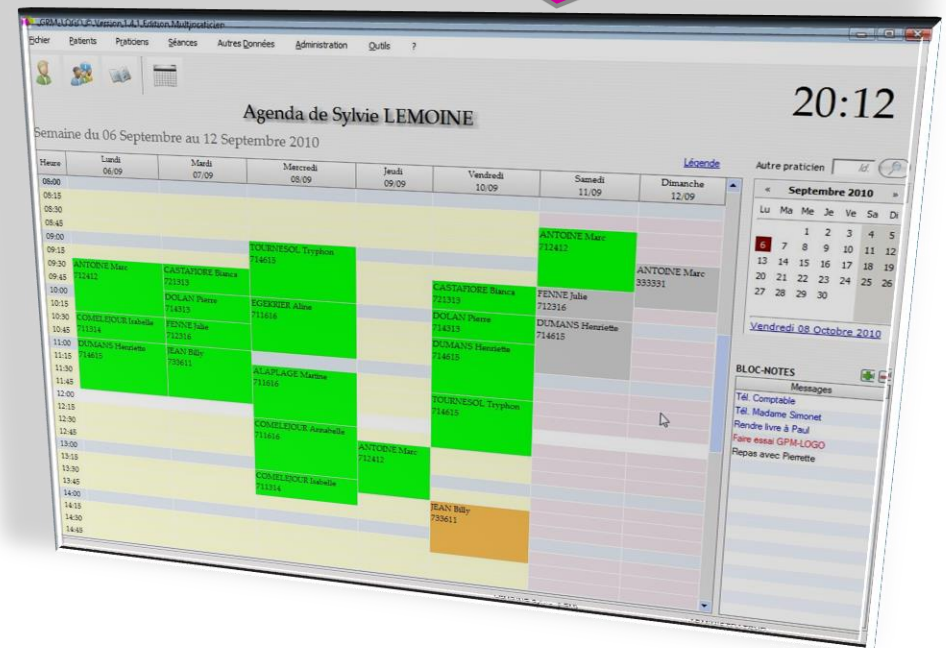 Fichier Patients Praticiens Séances Autres Données Administration Outils ?
20:12
Agenda de Sylvie LEMOINE
Semaine du 06 Septembre au 12 Septembre 2010
Légende
Autre praticien
Heure Lundi Mardi Mercredi Jeudi Vendredi Samedi Dimanche
06/09 07/09 08/09 09/09 10/09 11/09 12/09
08:00
08:15
08:30
08:45
09:00
09:15
09:30
09:45
10:00
10:15
10:30
10:45
11:00
11:15
11:30
11:45
12:00
12:15
12:30
12:45
13:00
13:15
13:30
13:45
14:00
14:15
14:30
14:45
ANTOINE Marc
712412
COMELEJOUR Isabelle
711314
DUMANS Henriette
714615
CASTAFIORE Bianca
721313
DOLAN Pierre
714313
FENNE Julie
712316
JEAN Billy
733611
TOURNESOL Tryphon
714615
EGERRIER Aline
711616
ALAPLAGE Martine
711616
COMELEJOUR Annabelle
711616
COMELEJOUR Isabelle
711314
ANTOINE Marc
712412
CASTAFIORE Bianca
721313
DOLAN Pierre
714313
DUMANS Henriette
714615
TOURNESOL Tryphon
714615
JEAN Billy
733611
ANTOINE Marc
712412
FENNE Julie
712316
DUMANS Henriette
714615
ANTOINE Marc
333331
« Septembre 2010 »
Lu Ma Me Je Ve Sa Di
1 2 3 4 5
6 7 8 9 10 11 12
13 14 15 16 17 18 19
20 21 22 23 24 25 26
27 28 29 30
Vendredi 08 Octobre 2010
BLOC-NOTES
Messages
Tél. Comptable
Tél. Madame Simonet
Rendre livre à Paul
Faire essai GPM-LOGO
Repas avec Pierrette